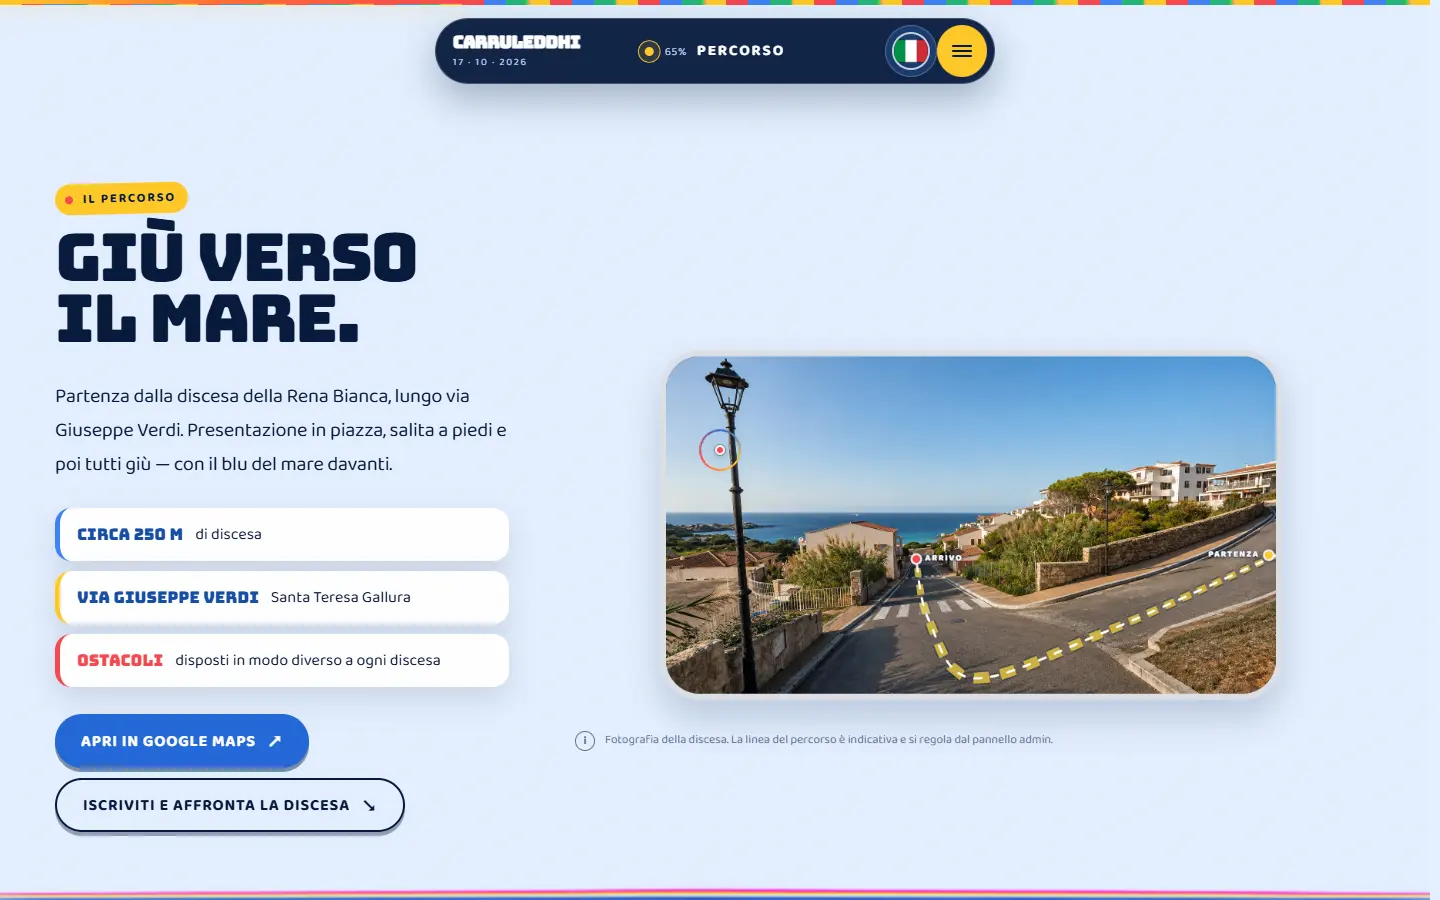 CARRULEDDHI
17 · 10 · 2026
65% PERCORSO
IL PERCORSO
GIÙ VERSO
IL MARE.
Partenza dalla discesa della Rena Bianca, lungo via
Giuseppe Verdi. Presentazione in piazza, salita a piedi e
poi tutti giù — con il blu del mare davanti.
CIRCA 250 M di discesa
VIA GIUSEPPE VERDI Santa Teresa Gallura
OSTACOLI disposti in modo diverso a ogni discesa
APRI IN GOOGLE MAPS ↗
ISCRIVITI E AFFRONTA LA DISCESA ↘
ARRIVO
PARTENZA
i Fotografia della discesa. La linea del percorso è indicativa e si regola dal pannello admin.